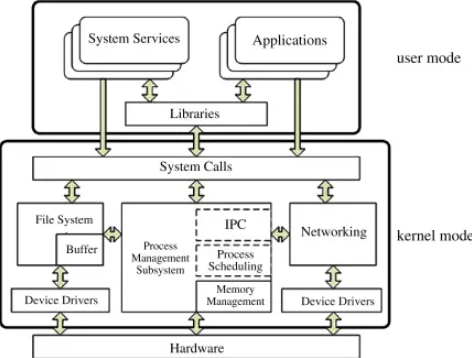 System Services
Applications
user mode
Libraries
System Calls
File System
Buffer
Process
Management
Subsystem
IPC
Process
Scheduling
Memory
Management
Networking
kernel mode
Device Drivers
Device Drivers
Hardware